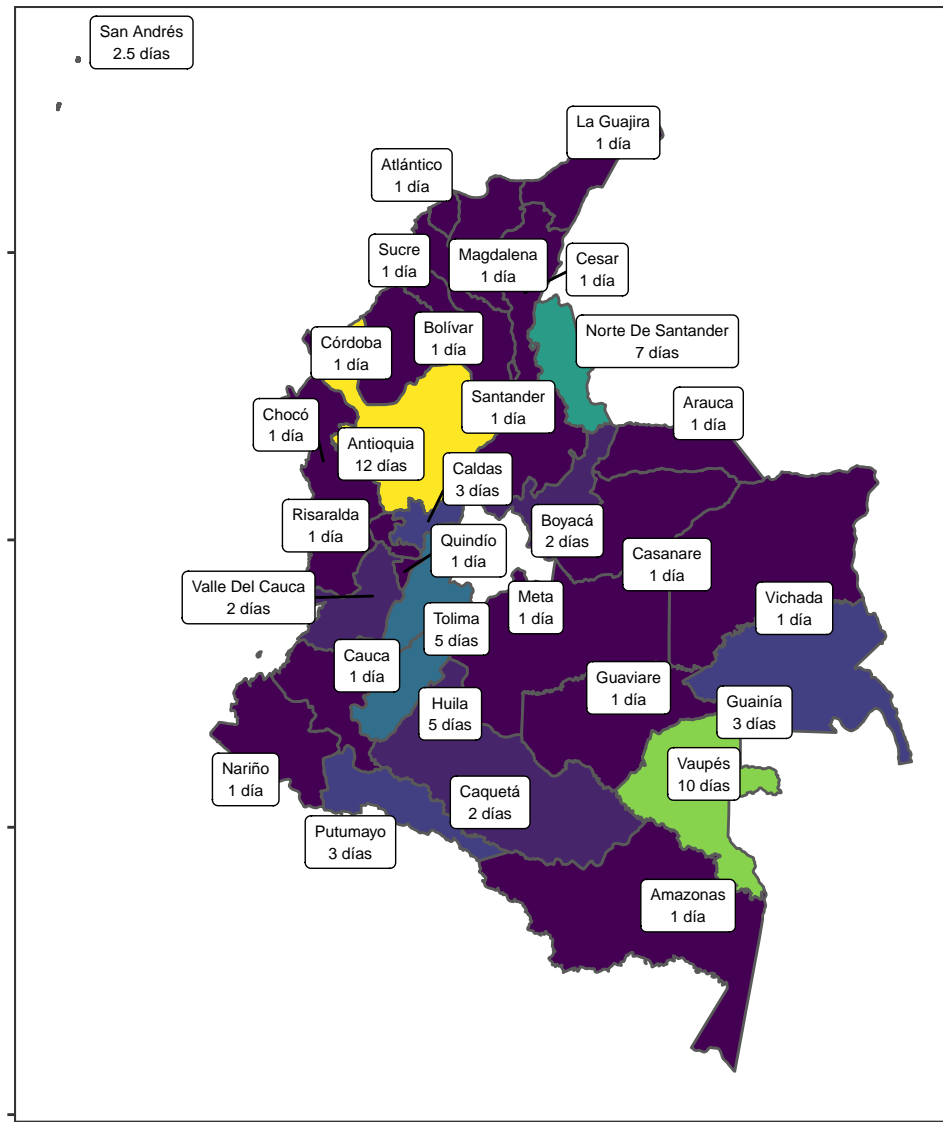 San Andrés
2.5 días
La Guajira
1 día
Atlántico
1 día
Sucre
1 día
Magdalena
1 día
Cesar
1 día
Córdoba
1 día
Bolívar
1 día
Norte De Santander
7 días
Chocó
1 día
Antioquia
12 días
Santander
1 día
Arauca
1 día
Caldas
3 días
Risaralda
1 día
Boyacá
2 días
Quindío
1 día
Casanare
1 día
Valle Del Cauca
2 días
Meta
1 día
Vichada
1 día
Tolima
5 días
Cauca
1 día
Guaviare
1 día
Huila
5 días
Guainía
3 días
Nariño
1 día
Vaupés
10 días
Caquetá
2 días
Putumayo
3 días
Amazonas
1 día